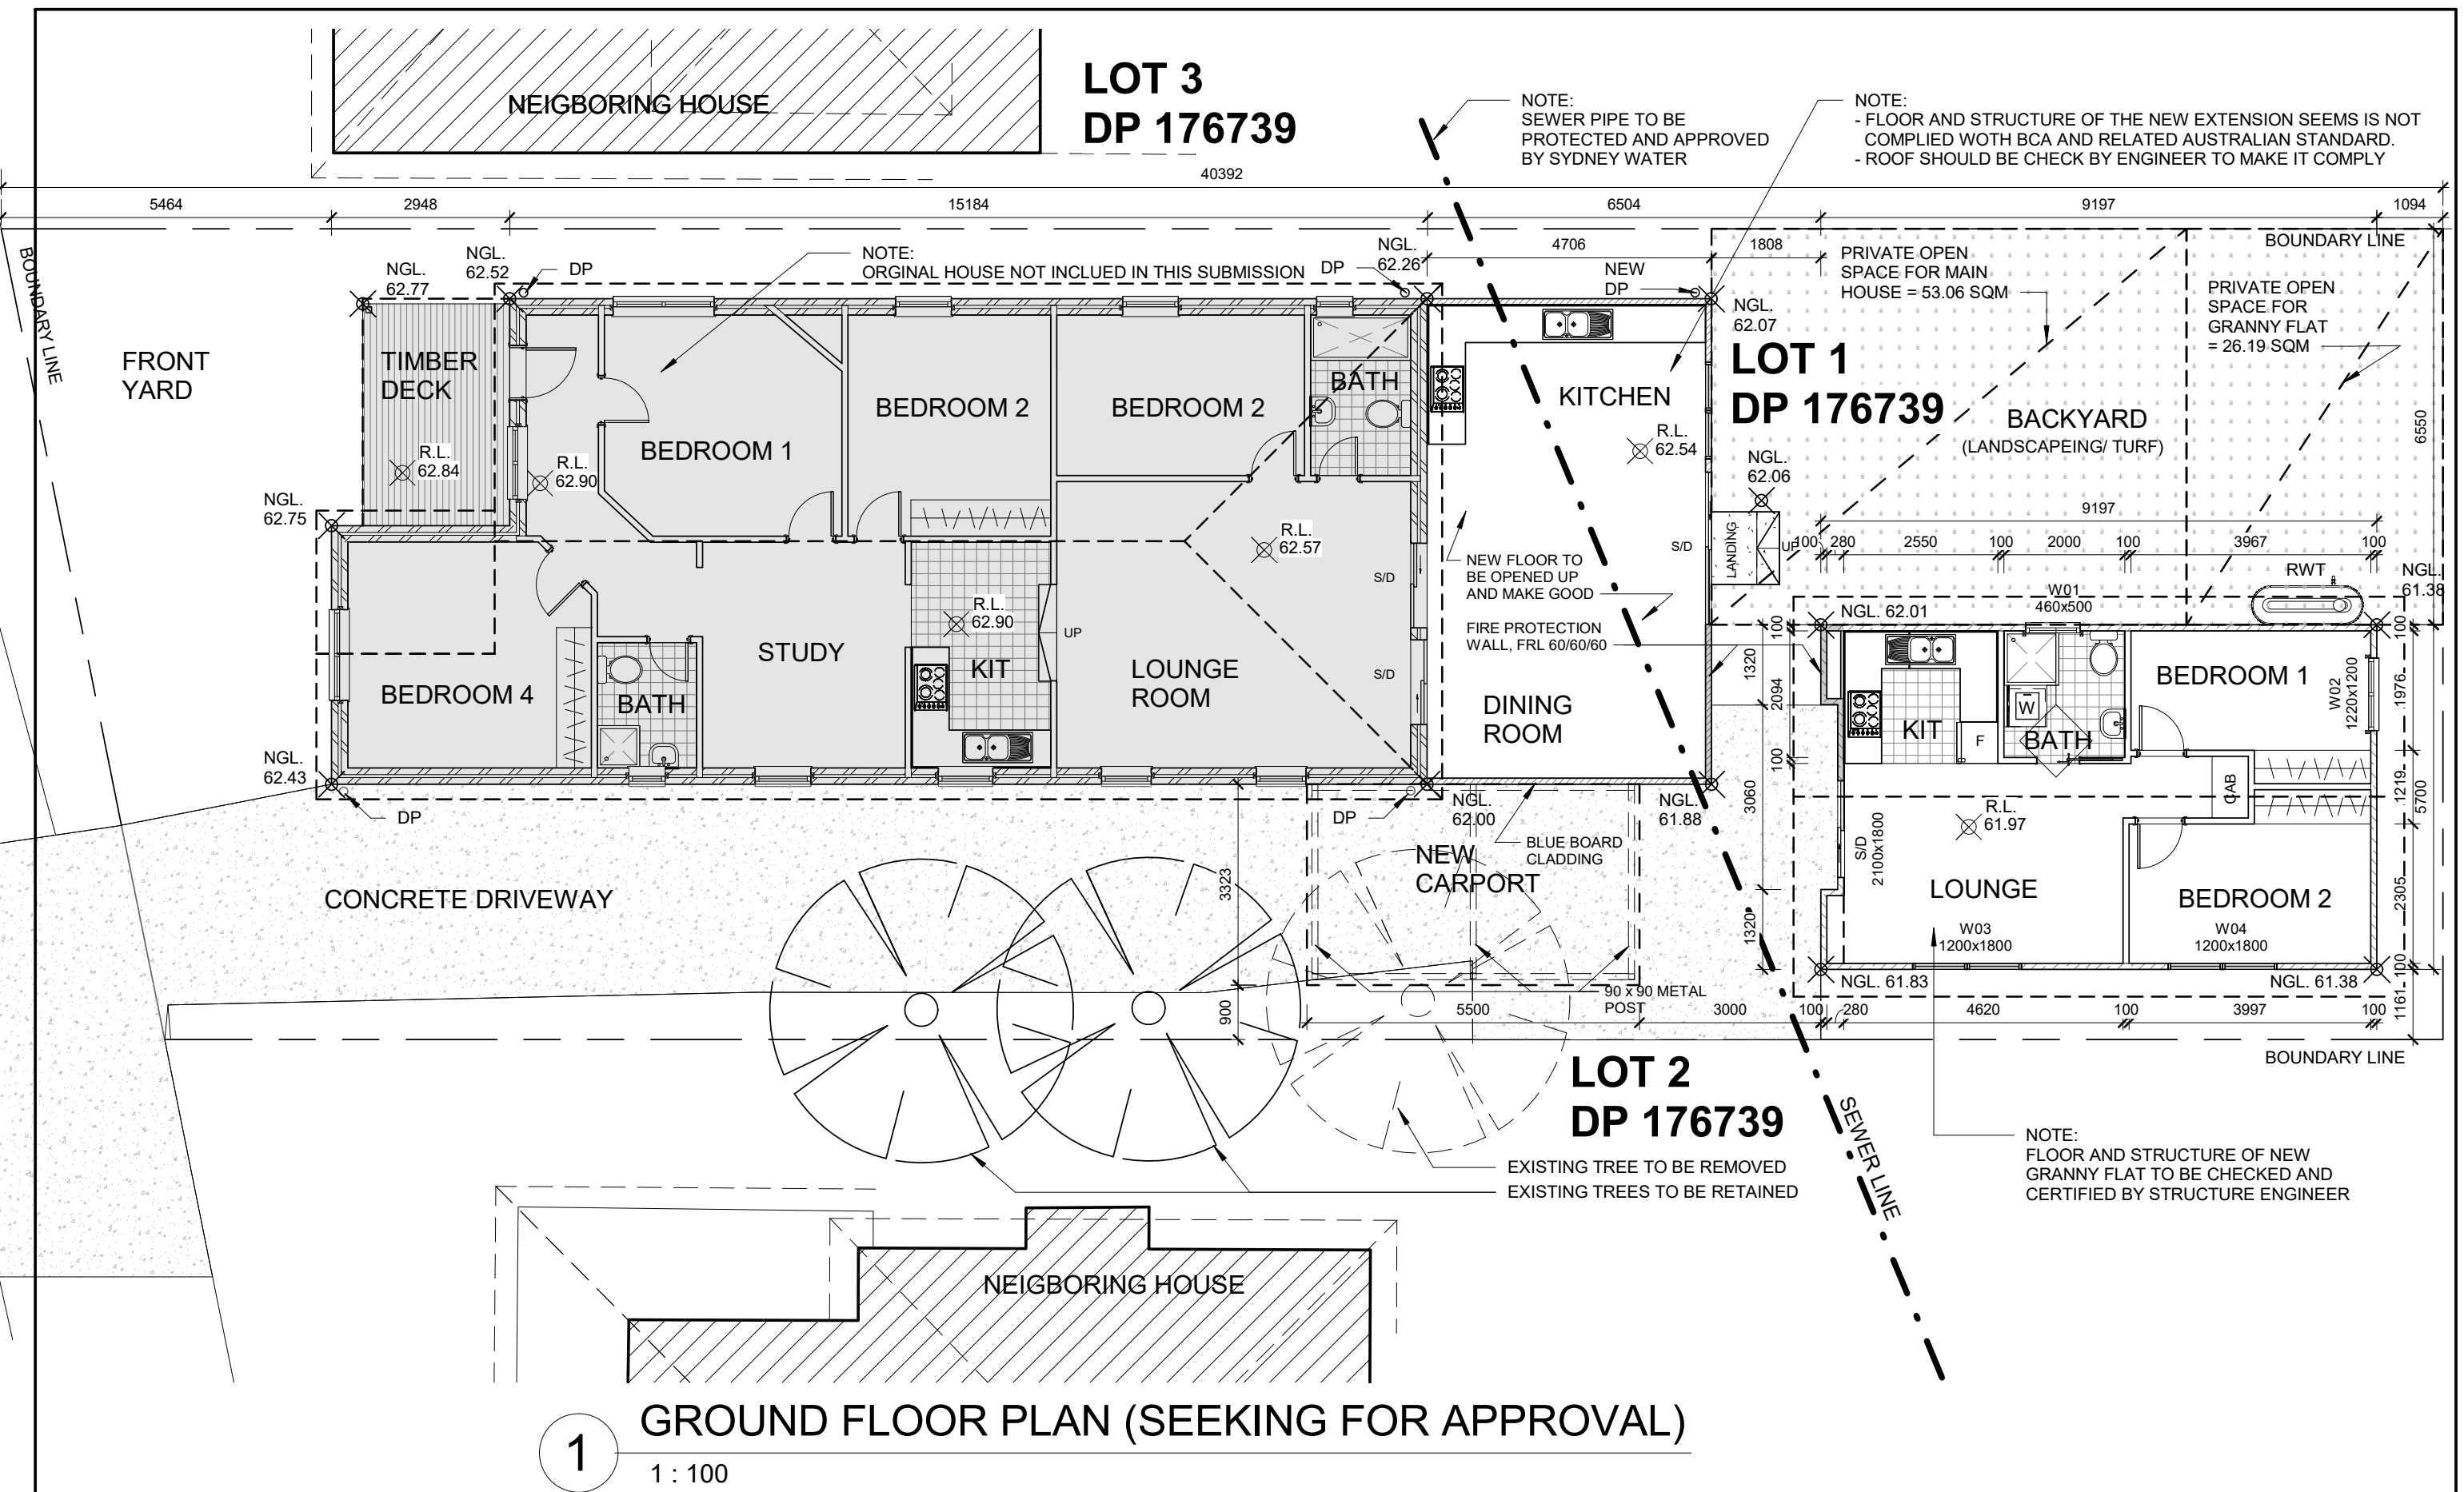 NEIGBORING HOUSE
LOT 3
DP 176739
NOTE:
SEWER PIPE TO BE
PROTECTED AND APPROVED
BY SYDNEY WATER
NOTE:
- FLOOR AND STRUCTURE OF THE NEW EXTENSION SEEMS IS NOT
COMPLIED WOTH BCA AND RELATED AUSTRALIAN STANDARD.
- ROOF SHOULD BE CHECK BY ENGINEER TO MAKE IT COMPLY
40392
5464
2948
15184
6504
9197
1094
4706
1808
BOUNDARY LINE
BOUNDARY LINE
NGL.
62.77
NGL.
62.52
DP
NOTE:
ORGINAL HOUSE NOT INCLUED IN THIS SUBMISSION
DP
NGL.
62.26
NEW
DP
NGL.
62.07
PRIVATE OPEN
SPACE FOR MAIN
HOUSE = 53.06 SQM
PRIVATE OPEN
SPACE FOR
GRANNY FLAT
= 26.19 SQM
FRONT
YARD
TIMBER
DECK
R.L.
62.84
R.L.
62.90
BEDROOM 1
BEDROOM 2
BEDROOM 2
BATH
KITCHEN
R.L.
62.54
LOT 1
DP 176739
BACKYARD
(LANDSCAPEING/ TURF)
6550
NGL.
62.06
NGL.
62.75
R.L.
62.57
S/D
S/D
S/D
LANDING
UP
NEW FLOOR TO
BE OPENED UP
AND MAKE GOOD
FIRE PROTECTION
WALL, FRL 60/60/60
9197
100
280
2550
100
2000
100
3967
100
RWT
NGL.
61.38
W01
460x500
NGL. 62.01
R.L.
62.90
UP
BEDROOM 4
BATH
STUDY
KIT
LOUNGE
ROOM
DINING
ROOM
100
1320
2094
100
3060
1320
KIT
F
W
BATH
BEDROOM 1
W02
1220x1200
100
1976
1219
5700
2305
100
1161
CAB
R.L.
61.97
S/D
2100x1800
LOUNGE
BEDROOM 2
W03
1200x1800
W04
1200x1800
NGL. 61.83
NGL. 61.38
100
280
4620
100
3997
100
NGL.
62.43
DP
DP
NGL.
62.00
NGL.
61.88
BLUE BOARD
CLADDING
NEW
CARPORT
CONCRETE DRIVEWAY
3323
900
90 x 90 METAL
POST
5500
3000
BOUNDARY LINE
LOT 2
DP 176739
SEWER LINE
EXISTING TREE TO BE REMOVED
EXISTING TREES TO BE RETAINED
NOTE:
FLOOR AND STRUCTURE OF NEW
GRANNY FLAT TO BE CHECKED AND
CERTIFIED BY STRUCTURE ENGINEER
NEIGBORING HOUSE
1
GROUND FLOOR PLAN (SEEKING FOR APPROVAL)
1 : 100